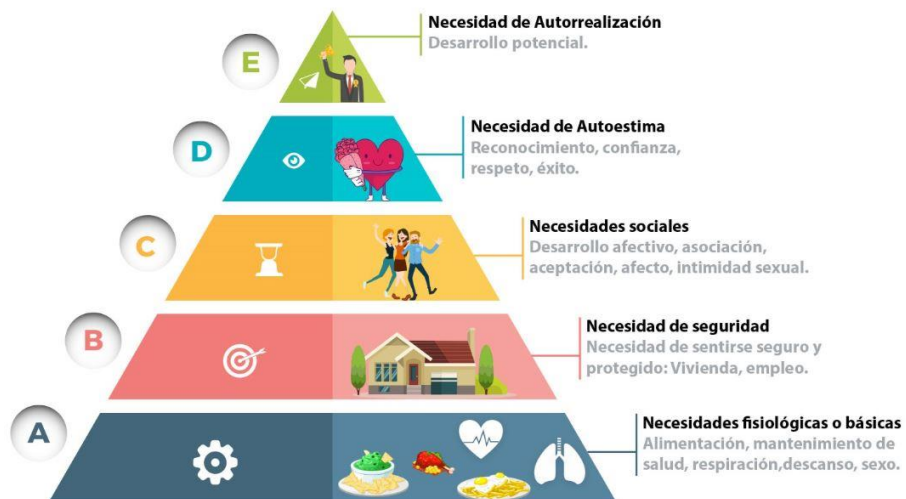 E
Necesidad de Autorrealización
Desarrollo potencial.
D
Necesidad de Autoestima
Reconocimiento, confianza,
respeto, éxito.
C
Necesidades sociales
Desarrollo afectivo, asociación,
aceptación, afecto, intimidad sexual.
B
Necesidad de seguridad
Necesidad de sentirse seguro y
protegido: Vivienda, empleo.
A
Necesidades fisiológicas o básicas
Alimentación, mantenimiento de
salud, respiración,descanso, sexo.